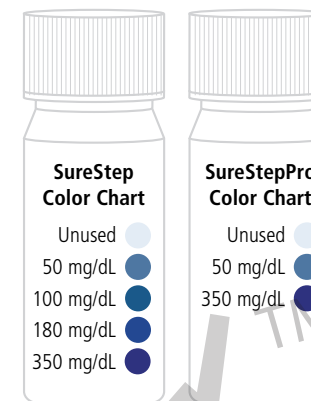 SureStep
Color Chart
Unused
50 mg/dL
100 mg/dL
180 mg/dL
350 mg/dL
SureStepPro
Color Chart
Unused
50 mg/dL
350 mg/dL